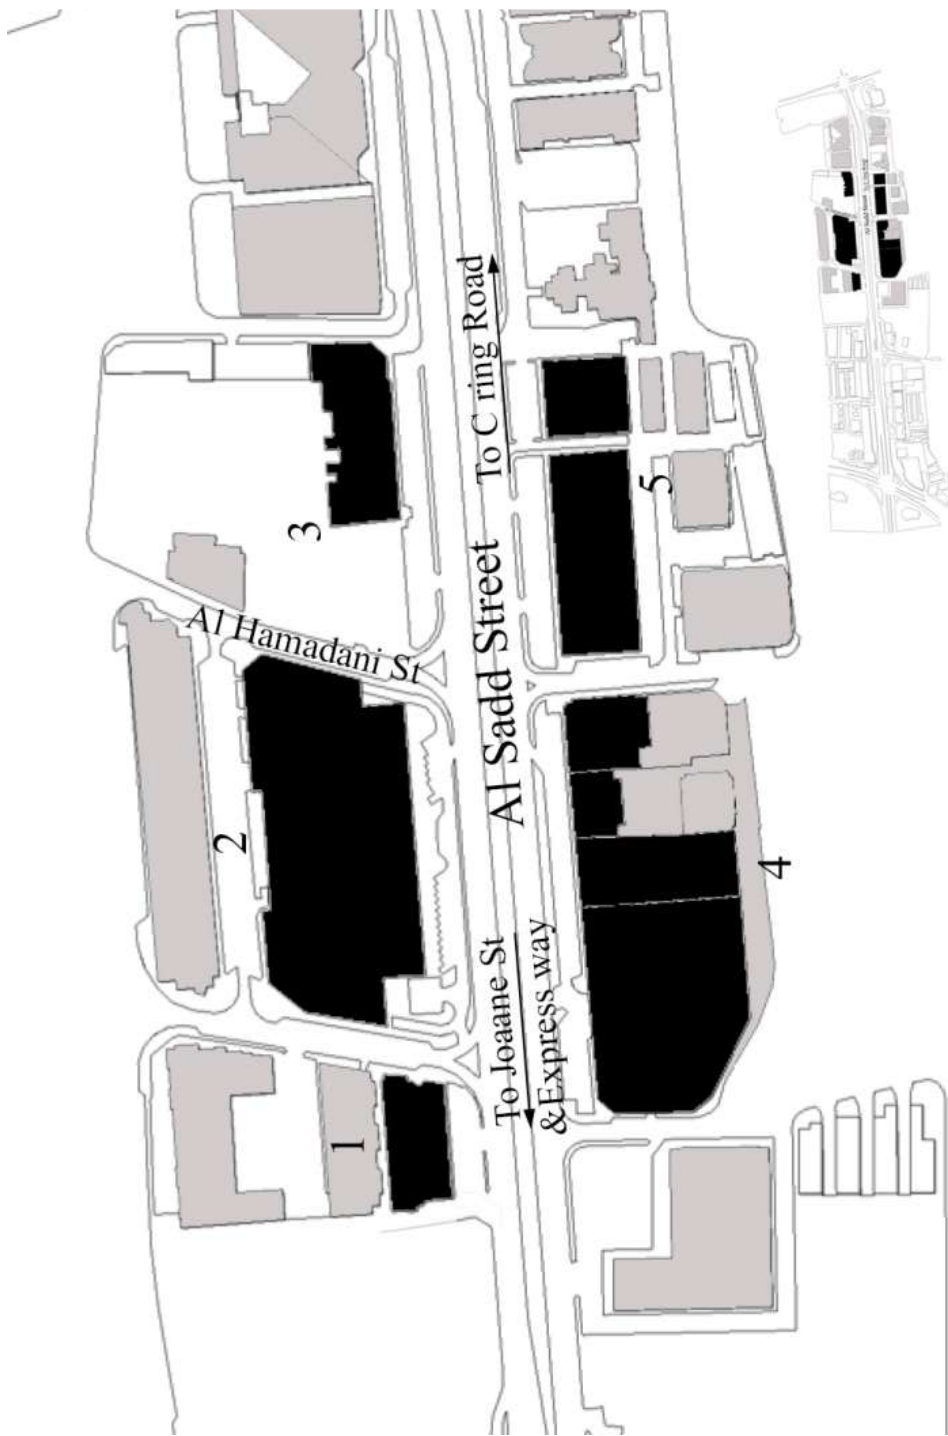 To C ring Road
3
5
Al Hamadani St
Al Sadd Street
2
4
To Joaane St
&Express way
1